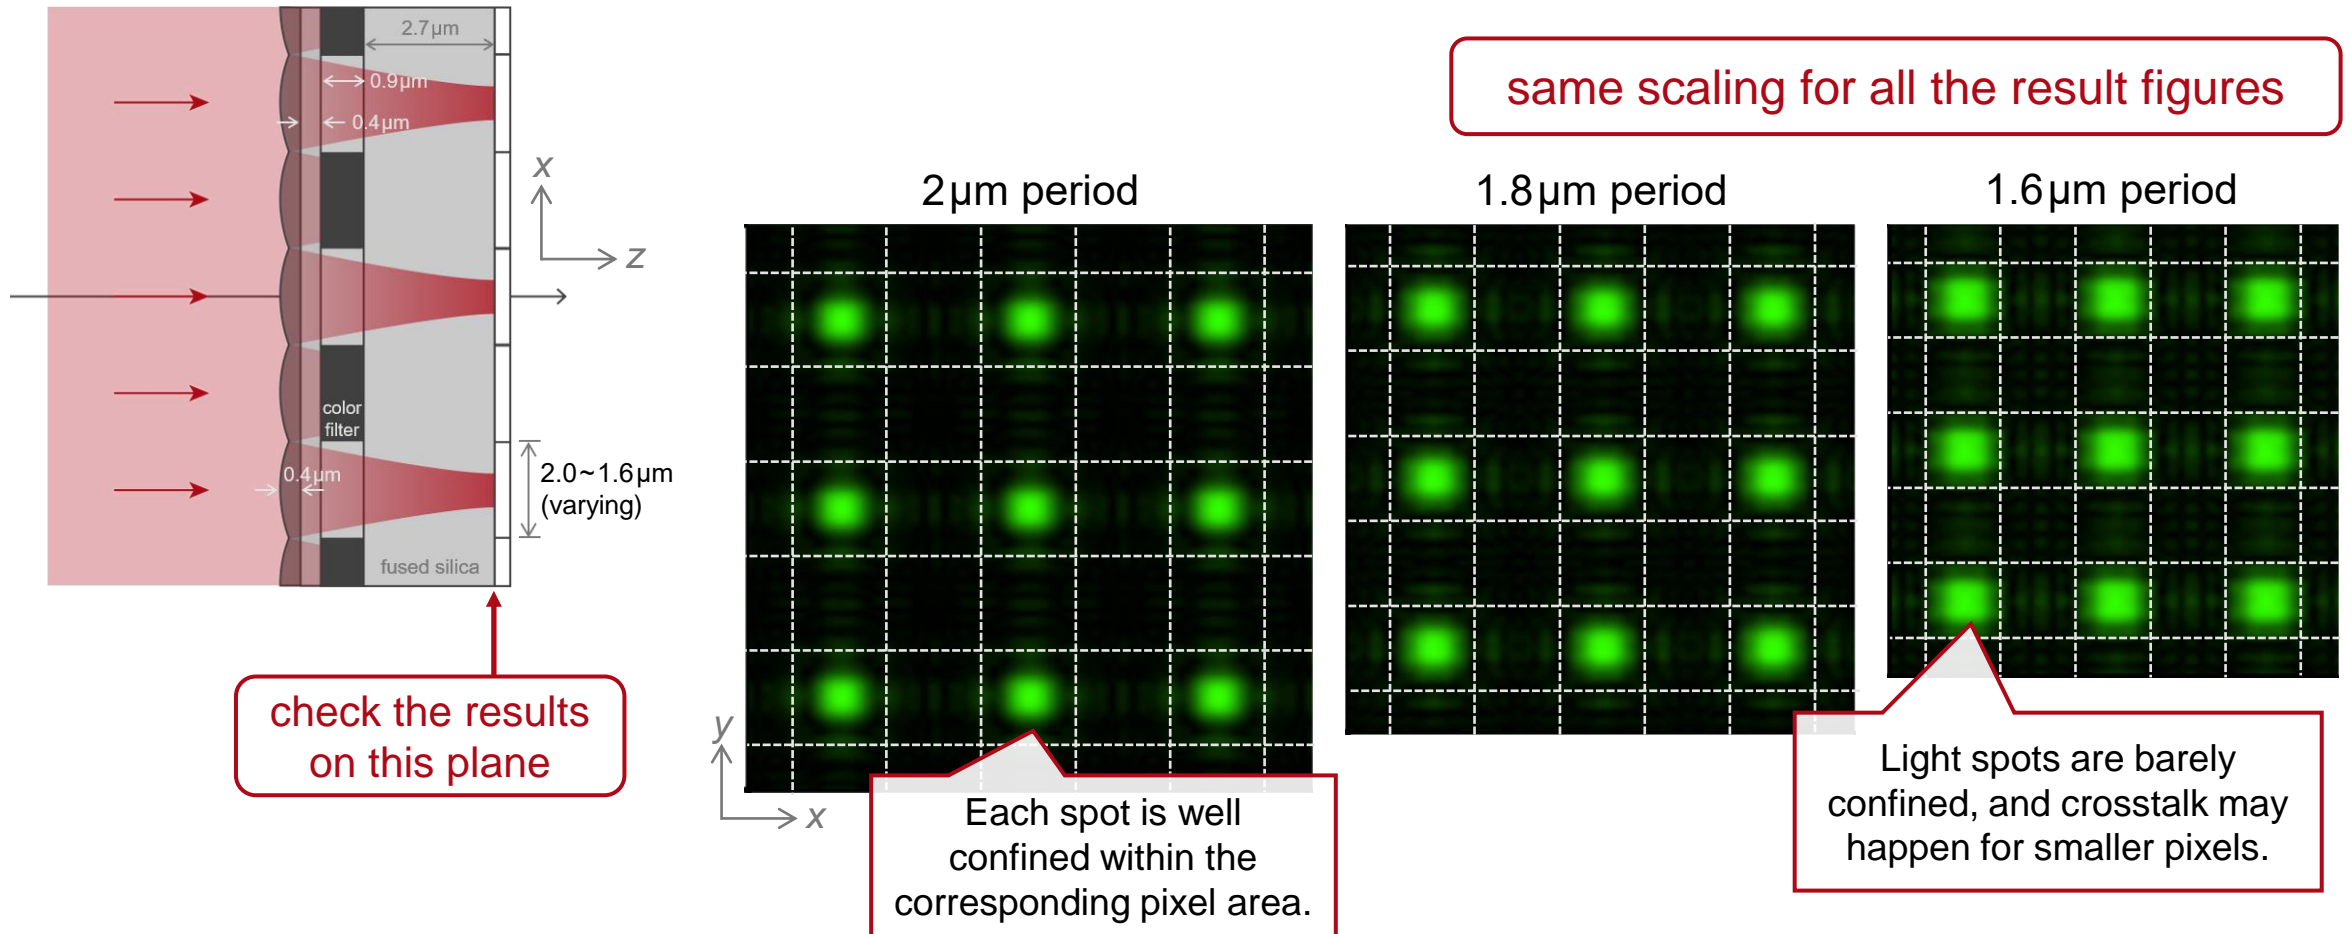 2.7µm
0.9µm
0.4µm
x
z
color
filter
0.4µm
2.0~1.6µm
(varying)
fused silica
check the results
on this plane
same scaling for all the result figures
2µm period
1.8µm period
1.6µm period
y
x
Each spot is well
confined within the
corresponding pixel area.
Light spots are barely
confined, and crosstalk may
happen for smaller pixels.